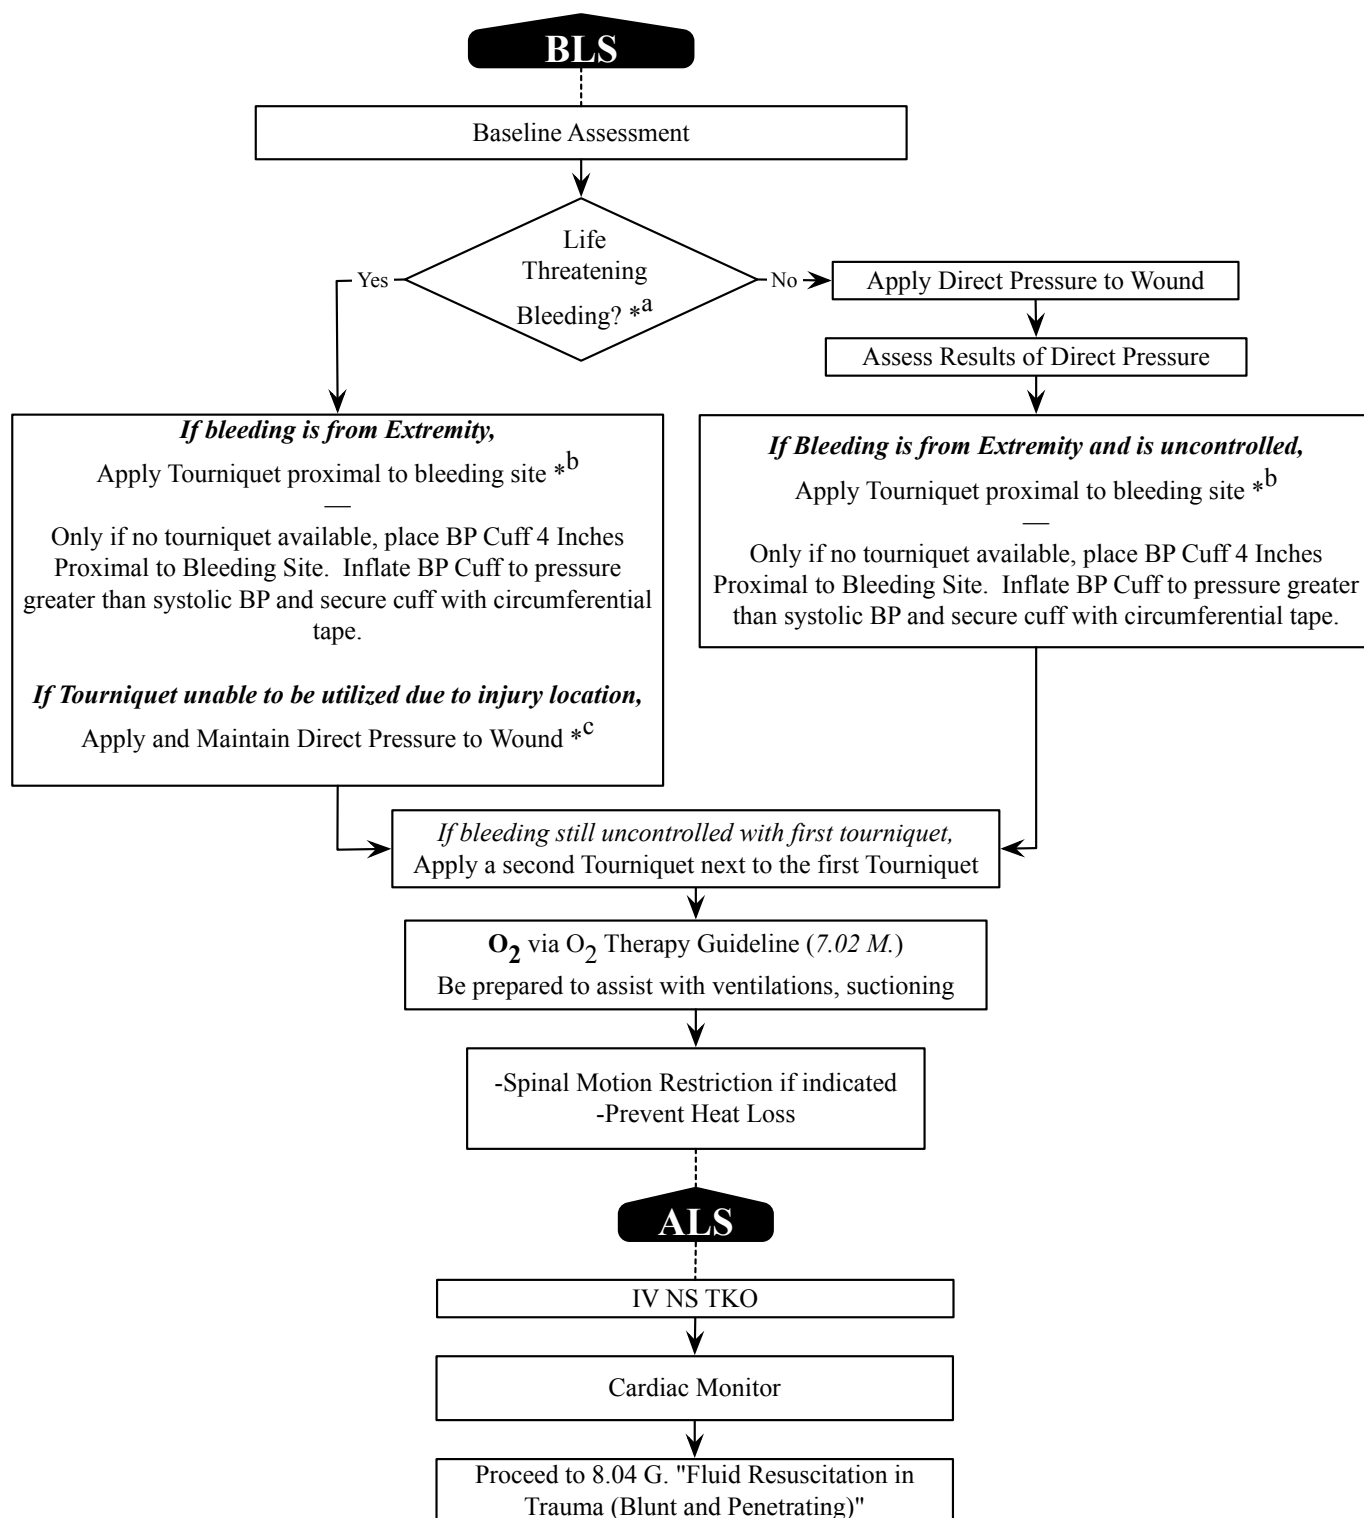 BLS
Baseline Assessment
Life
Threatening
Bleeding? *a
Yes
No
Apply Direct Pressure to Wound
Assess Results of Direct Pressure
If bleeding is from Extremity,
Apply Tourniquet proximal to bleeding site *b
—
Only if no tourniquet available, place BP Cuff 4 Inches
Proximal to Bleeding Site. Inflate BP Cuff to pressure
greater than systolic BP and secure cuff with circumferential
tape.
If Tourniquet unable to be utilized due to injury location,
Apply and Maintain Direct Pressure to Wound *c
If Bleeding is from Extremity and is uncontrolled,
Apply Tourniquet proximal to bleeding site *b
—
Only if no tourniquet available, place BP Cuff 4 Inches
Proximal to Bleeding Site. Inflate BP Cuff to pressure greater
than systolic BP and secure cuff with circumferential tape.
If bleeding still uncontrolled with first tourniquet,
Apply a second Tourniquet next to the first Tourniquet
O2 via O2 Therapy Guideline (7.02 M.)
Be prepared to assist with ventilations, suctioning
-Spinal Motion Restriction if indicated
-Prevent Heat Loss
ALS
IV NS TKO
Cardiac Monitor
Proceed to 8.04 G. "Fluid Resuscitation in
Trauma (Blunt and Penetrating)"